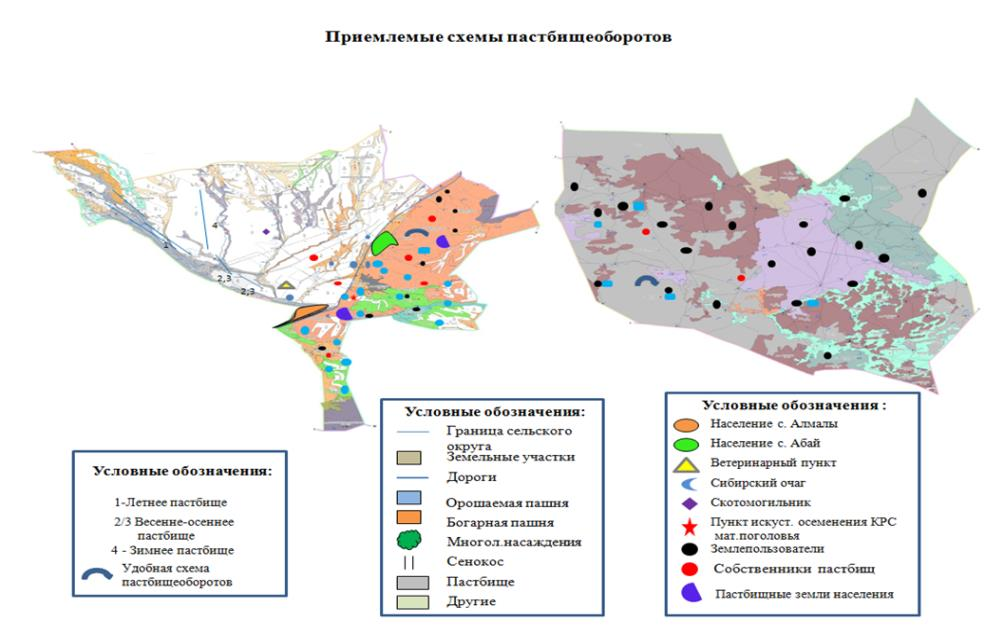 Приемлемые схемы пастбищеоборотов
4
1
2,3
2,3
Условные обозначения:
1-Летнее пастбище
2/3 Весенне-осеннее
пастбище
4 - Зимнее пастбище
Удобная схема
пастбищеоборотов
Условные обозначения:
Граница сельского
округа
Земельные участки
Дороги
Орошаемая пашня
Богарная пашня
Многол.насаждения
Сенокос
Пастбище
Другие
Условные обозначения :
Население с. Алмалы
Население с. Абай
Ветеринарный пункт
Сибирский очаг
Скотомогильник
Пункт искуст. осеменения КРС
мат.поголовья
Землепользователи
Собственники пастбищ
Пастбищные земли населения